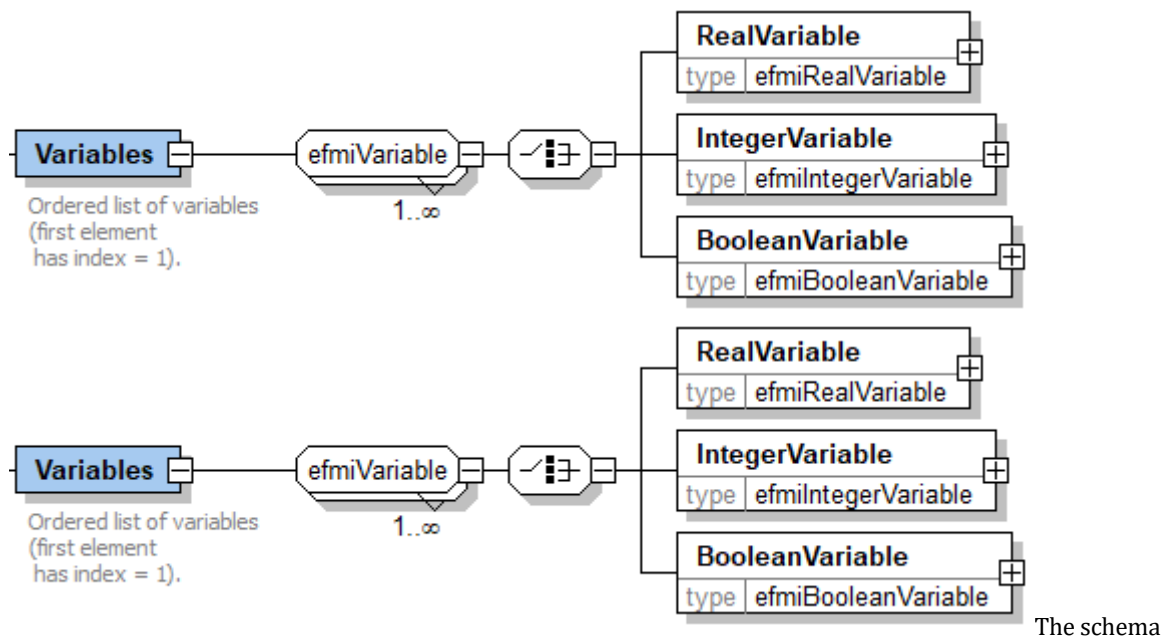 RealVariable
type efmiRealVariable
IntegerVariable
type efmiIntegerVariable
BooleanVariable
type efmiBooleanVariable
Variables
efmiVariable
1..∞
Ordered list of variables
(first element
has index = 1).
RealVariable
type efmiRealVariable
IntegerVariable
type efmiIntegerVariable
BooleanVariable
type efmiBooleanVariable
Variables
efmiVariable
1..∞
Ordered list of variables
(first element
has index = 1).
The schema